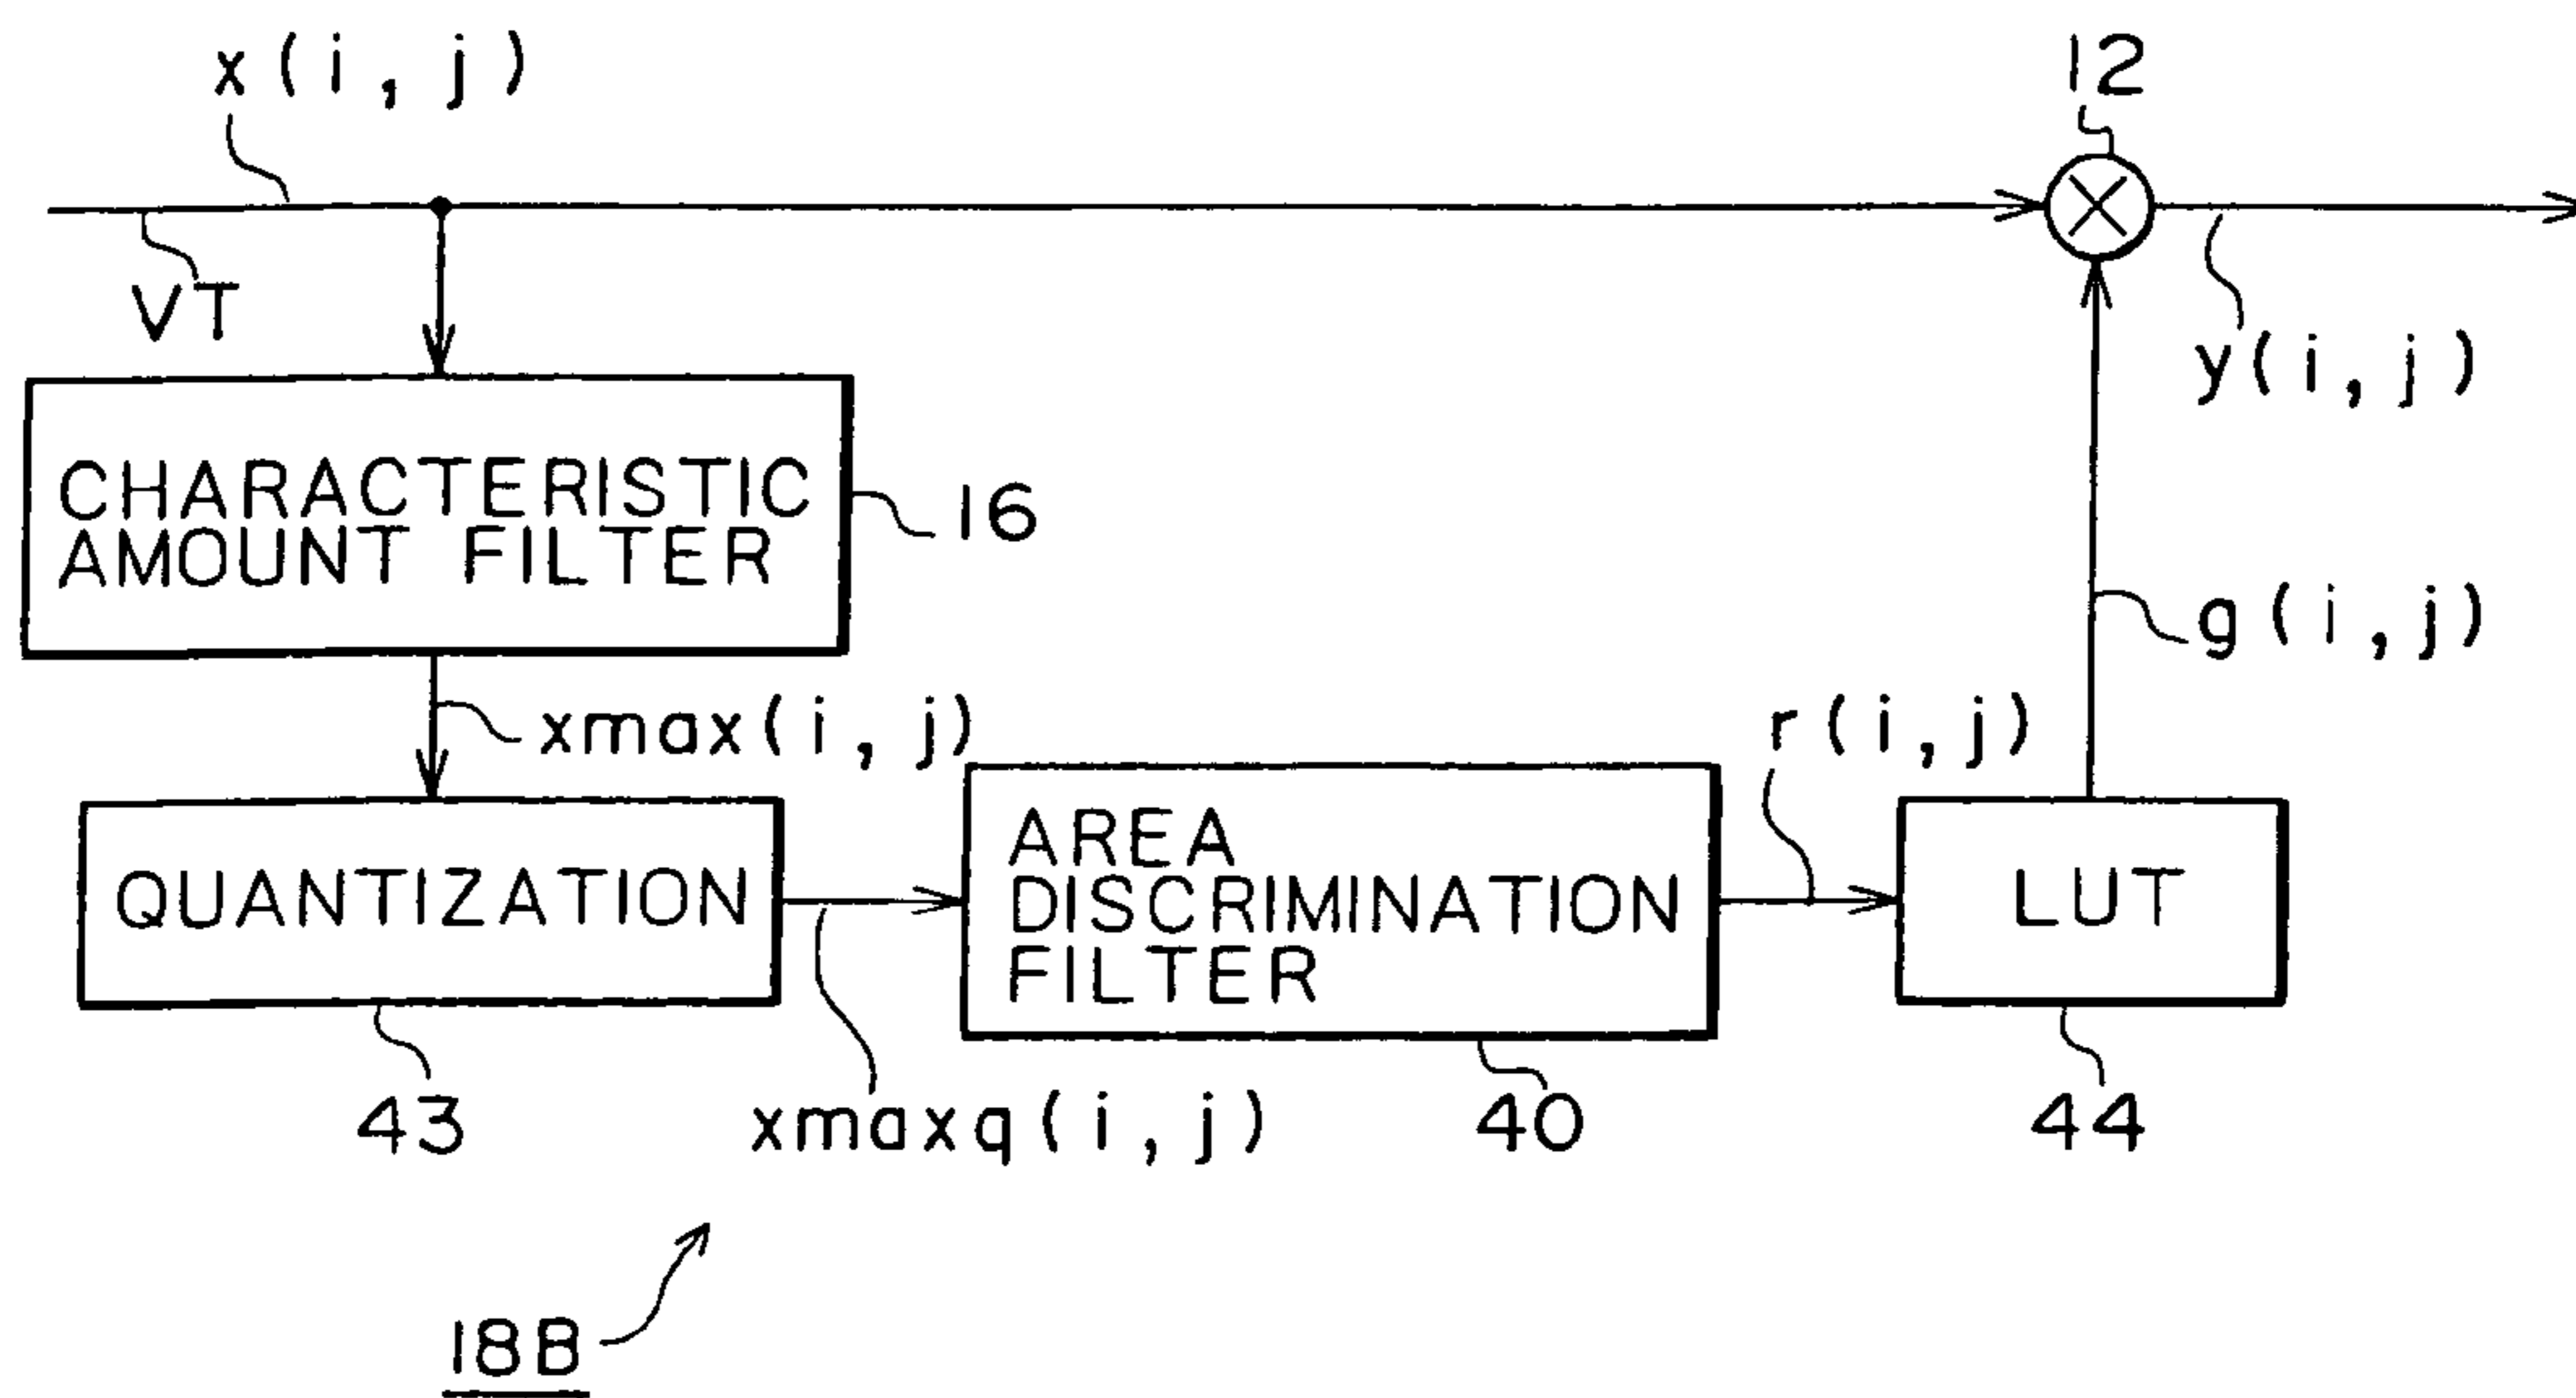 x(i, j)
12
VT
y(i, j)
CHARACTERISTIC
AMOUNT FILTER
16
g(i, j)
xmax(i, j)
r(i, j)
QUANTIZATION
AREA
DISCRIMINATION
FILTER
LUT
43
xmaxq(i, j)
40
44
18B